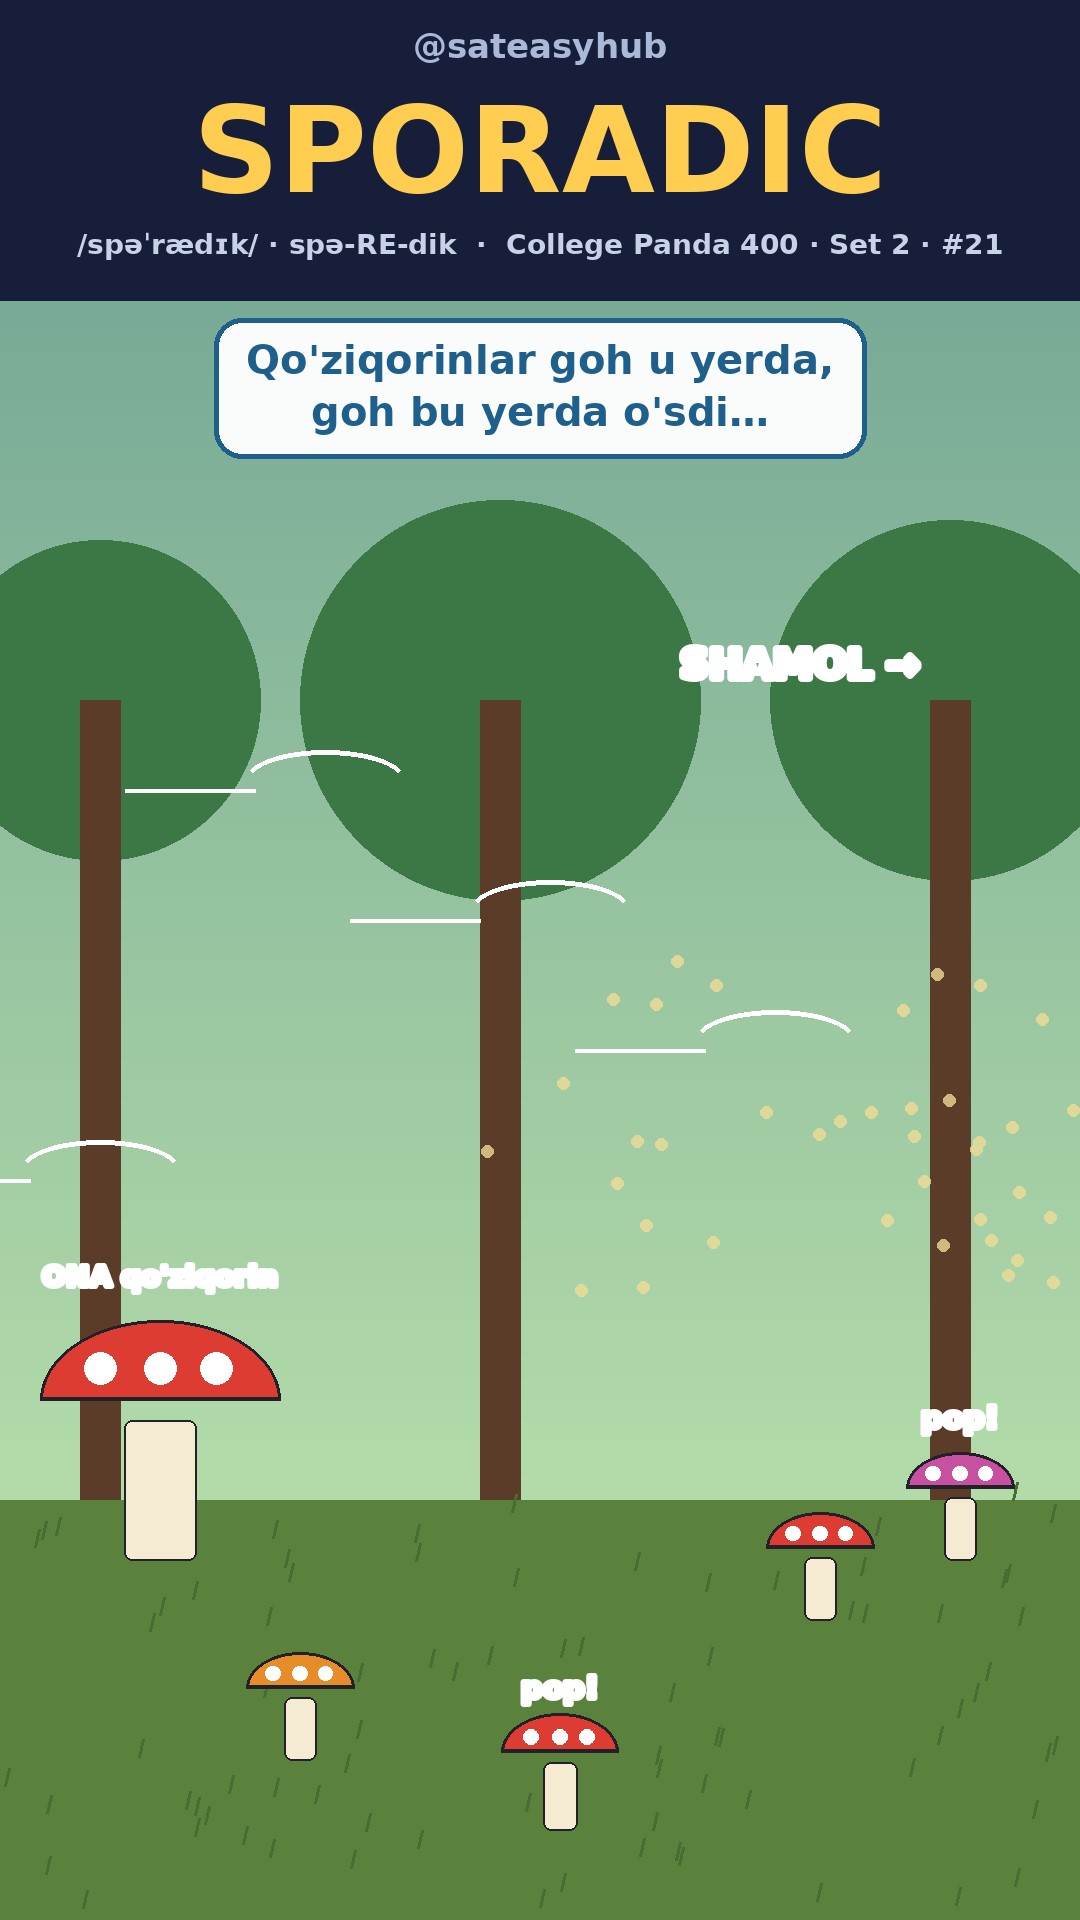 @sateasyhub
SPORADIC
/spəˈrædɪk/ · spə-RE-dik · College Panda 400 · Set 2 · #21
Qo'ziqorinlar goh u yerda,
goh bu yerda o'sdi…
SHAMOL →
ONA qo'ziqorin
pop!
pop!